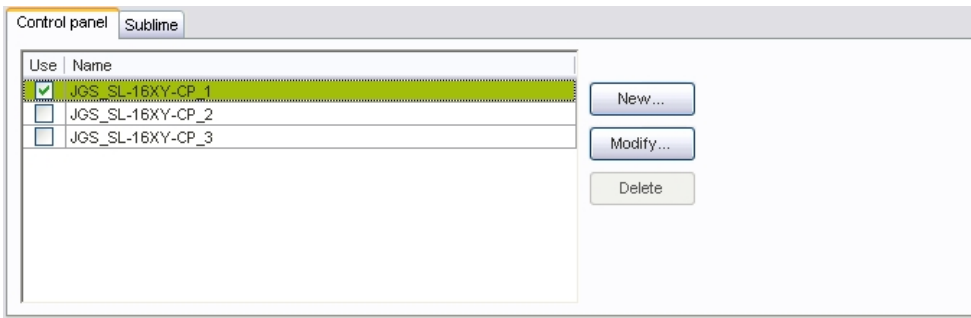 Control panel Sublime
Use Name
JGS_SL-16XY-CP_1
JGS_SL-16XY-CP_2
JGS_SL-16XY-CP_3
New...
Modify...
Delete